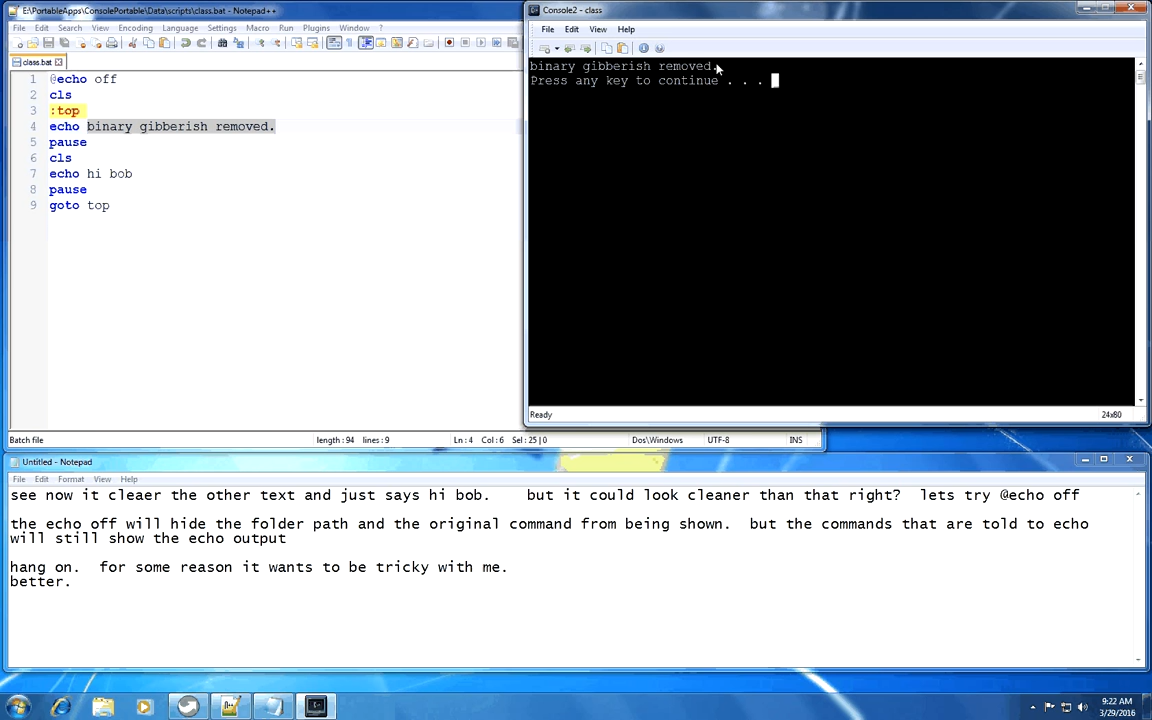 E:\PortableApps\ConsolePortable\Data\scripts\class.bat - Notepad++
File Edit Search View Encoding Language Settings Macro Run Plugins Window ?
class.bat
1 @echo off
2 cls
3 :top
4 echo binary gibberish removed.
5 pause
6 cls
7 echo hi bob
8 pause
9 goto top
Batch file length : 94 lines : 9 Ln : 4 Col : 6 Sel : 25 | 0 Dos\Windows UTF-8 INS
Console2 - class
File Edit View Help
binary gibberish removed.
Press any key to continue . . .
Ready 24x80
Untitled - Notepad
File Edit Format View Help
see now it cleaer the other text and just says hi bob. but it could look cleaner than that right? lets try @echo off
the echo off will hide the folder path and the original command from being shown. but the commands that are told to echo
will still show the echo output
hang on. for some reason it wants to be tricky with me.
better.
9:22 AM
3/29/2016